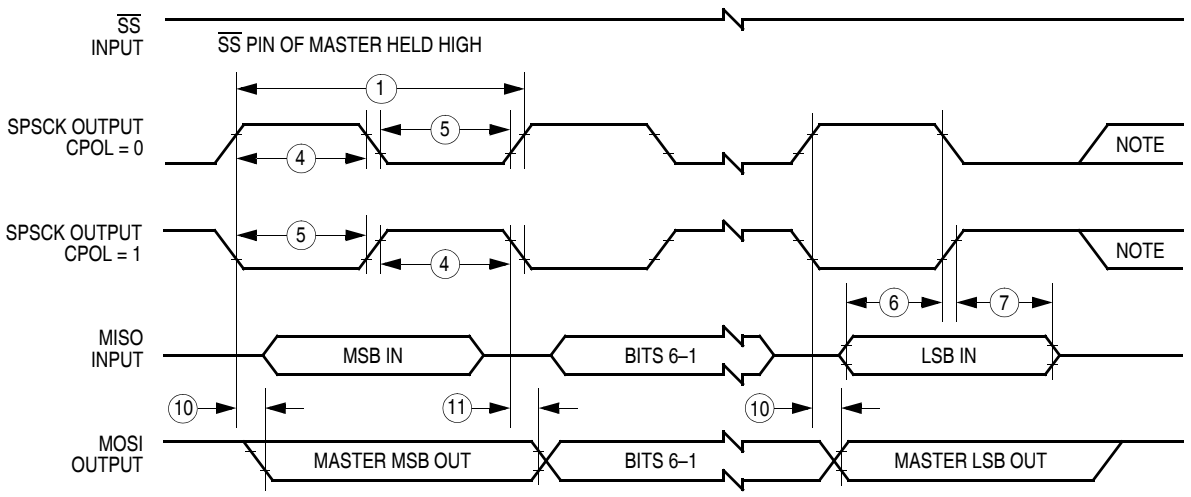 SS
INPUT
SS PIN OF MASTER HELD HIGH
1
SPSCK OUTPUT
CPOL = 0
5
4
NOTE
SPSCK OUTPUT
CPOL = 1
5
4
NOTE
6
7
MISO
INPUT
MSB IN
BITS 6–1
LSB IN
10
11
10
MOSI
OUTPUT
MASTER MSB OUT
BITS 6–1
MASTER LSB OUT